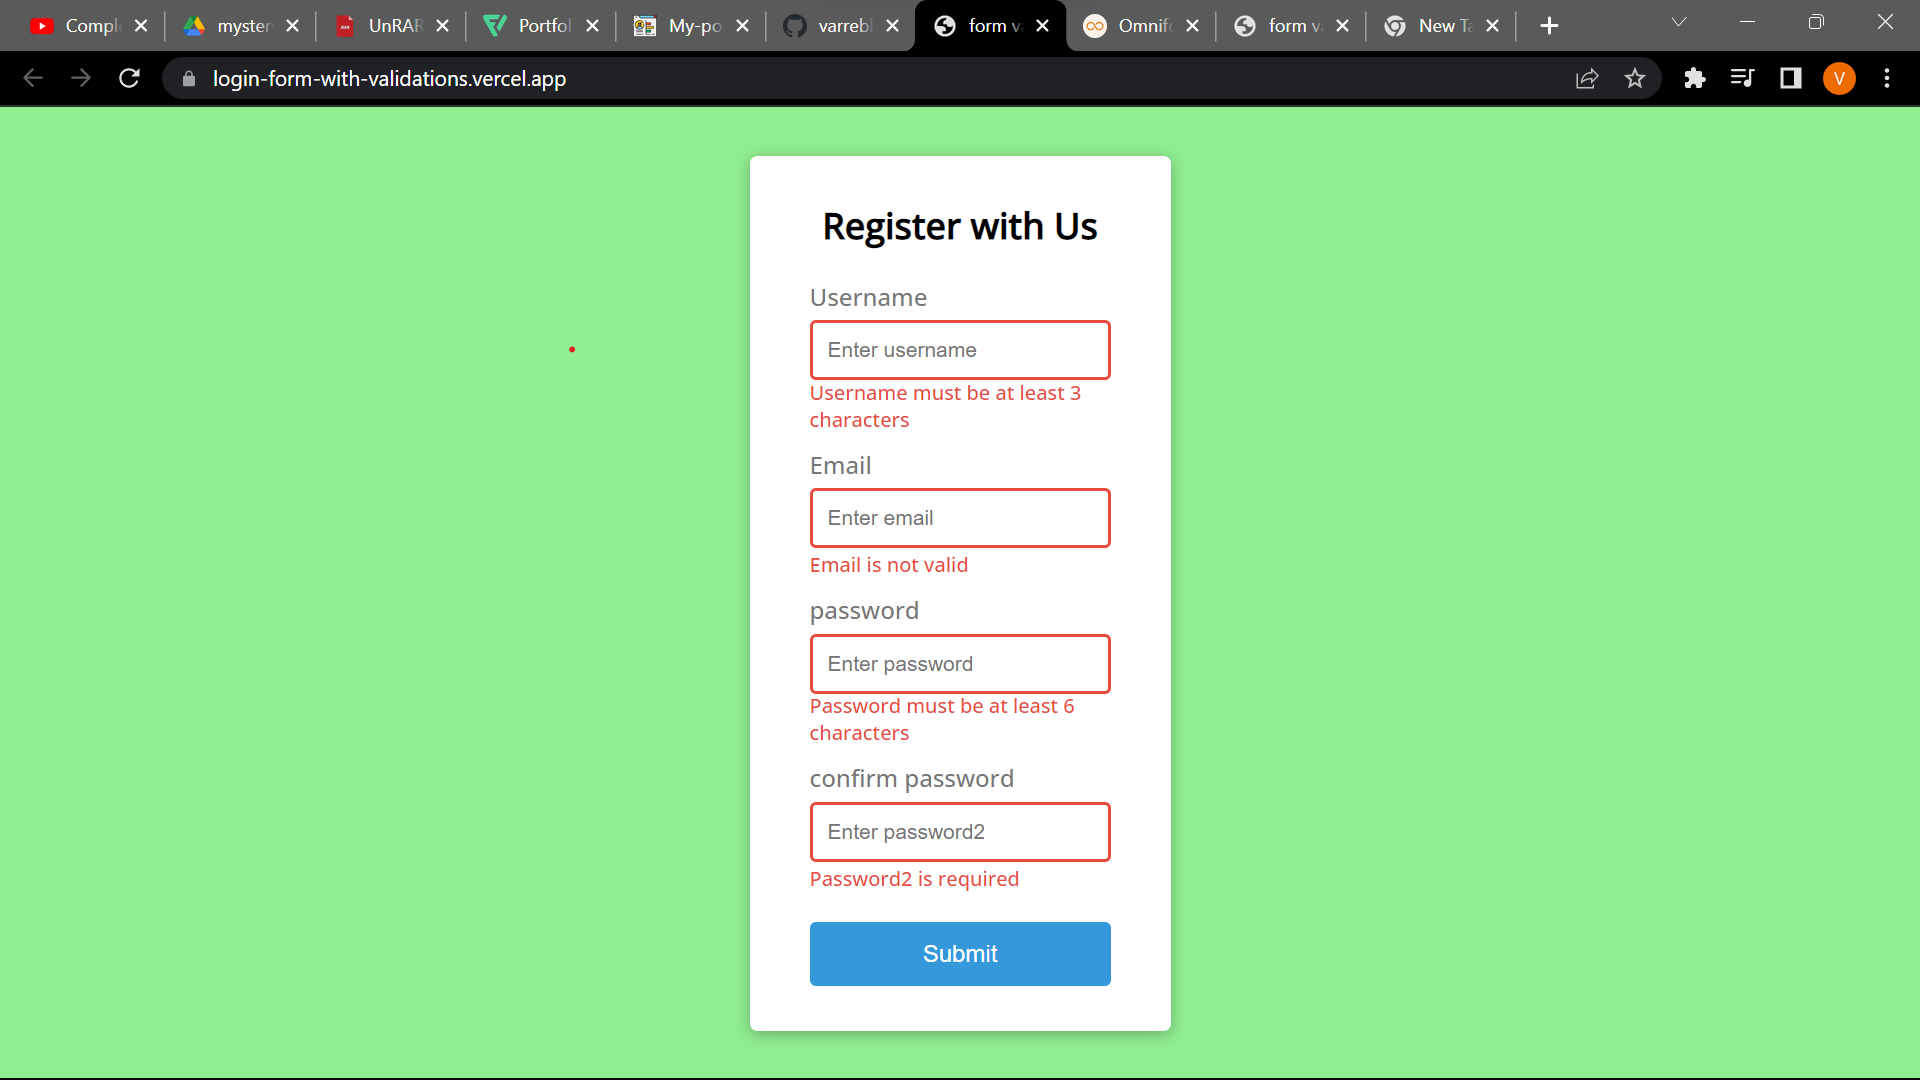 Compl
myster
UnRAR
Portfol
My-po
varrebl
form v
Omnifo
form v
New Ta
login-form-with-validations.vercel.app
V
Register with Us
Username
Enter username
Username must be at least 3
characters
Email
Enter email
Email is not valid
password
Enter password
Password must be at least 6
characters
confirm password
Enter password2
Password2 is required
Submit